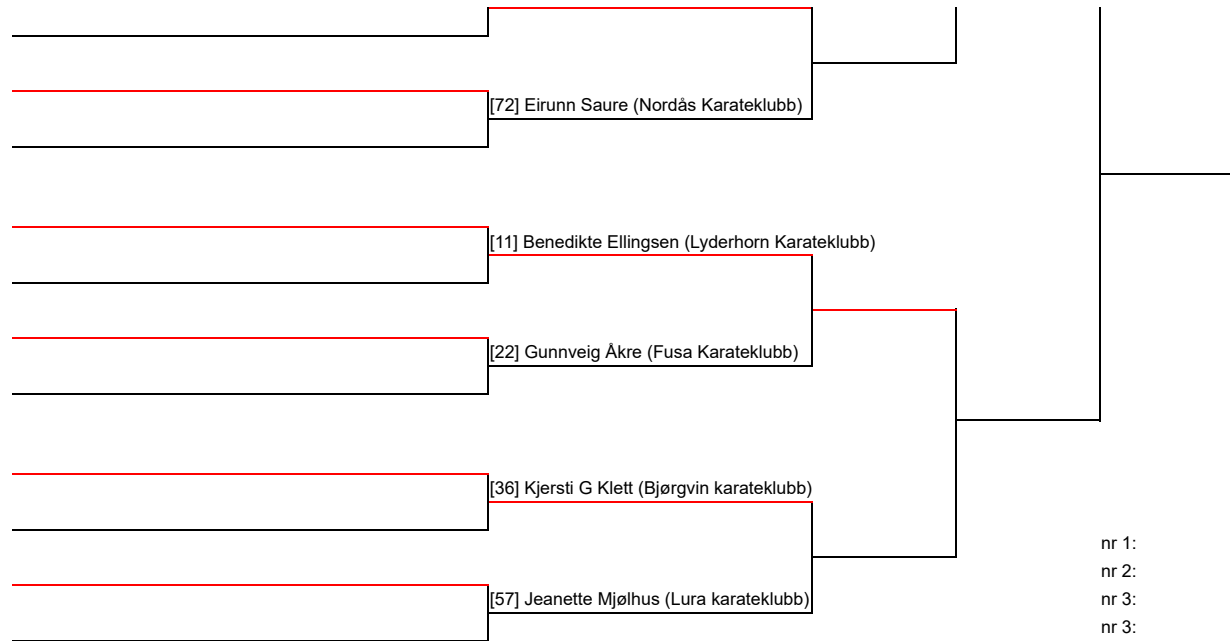 [72] Eirunn Saure (Nordås Karateklubb)
[11] Benedikte Ellingsen (Lyderhorn Karateklubb)
[22] Gunnveig Åkre (Fusa Karateklubb)
[36] Kjersti G Klett (Bjørgvin karateklubb)
[57] Jeanette Mjølhus (Lura karateklubb)
nr 1:
nr 2:
nr 3:
nr 3: